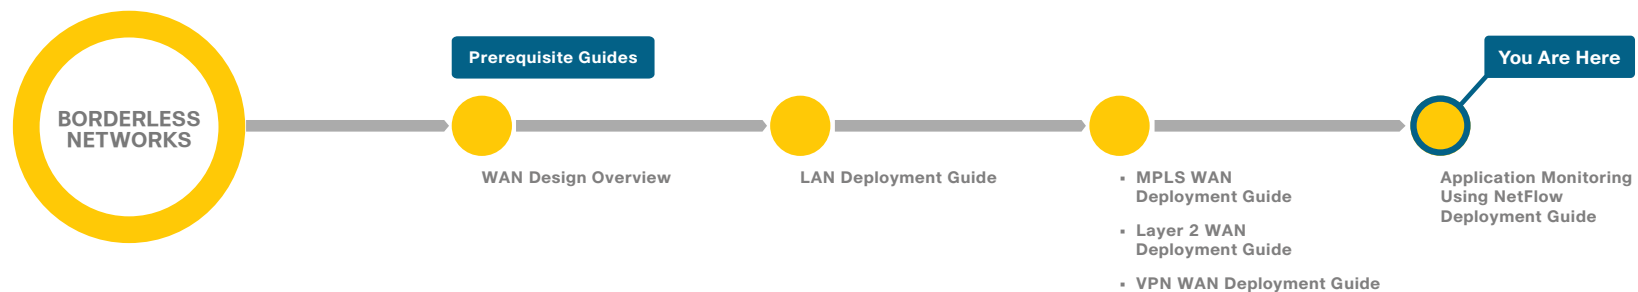 BORDERLESS
NETWORKS
Prerequisite Guides
You Are Here
WAN Design Overview
LAN Deployment Guide
▪ MPLS WAN
Deployment Guide
▪ Layer 2 WAN
Deployment Guide
▪ VPN WAN Deployment Guide
Application Monitoring
Using NetFlow
Deployment Guide